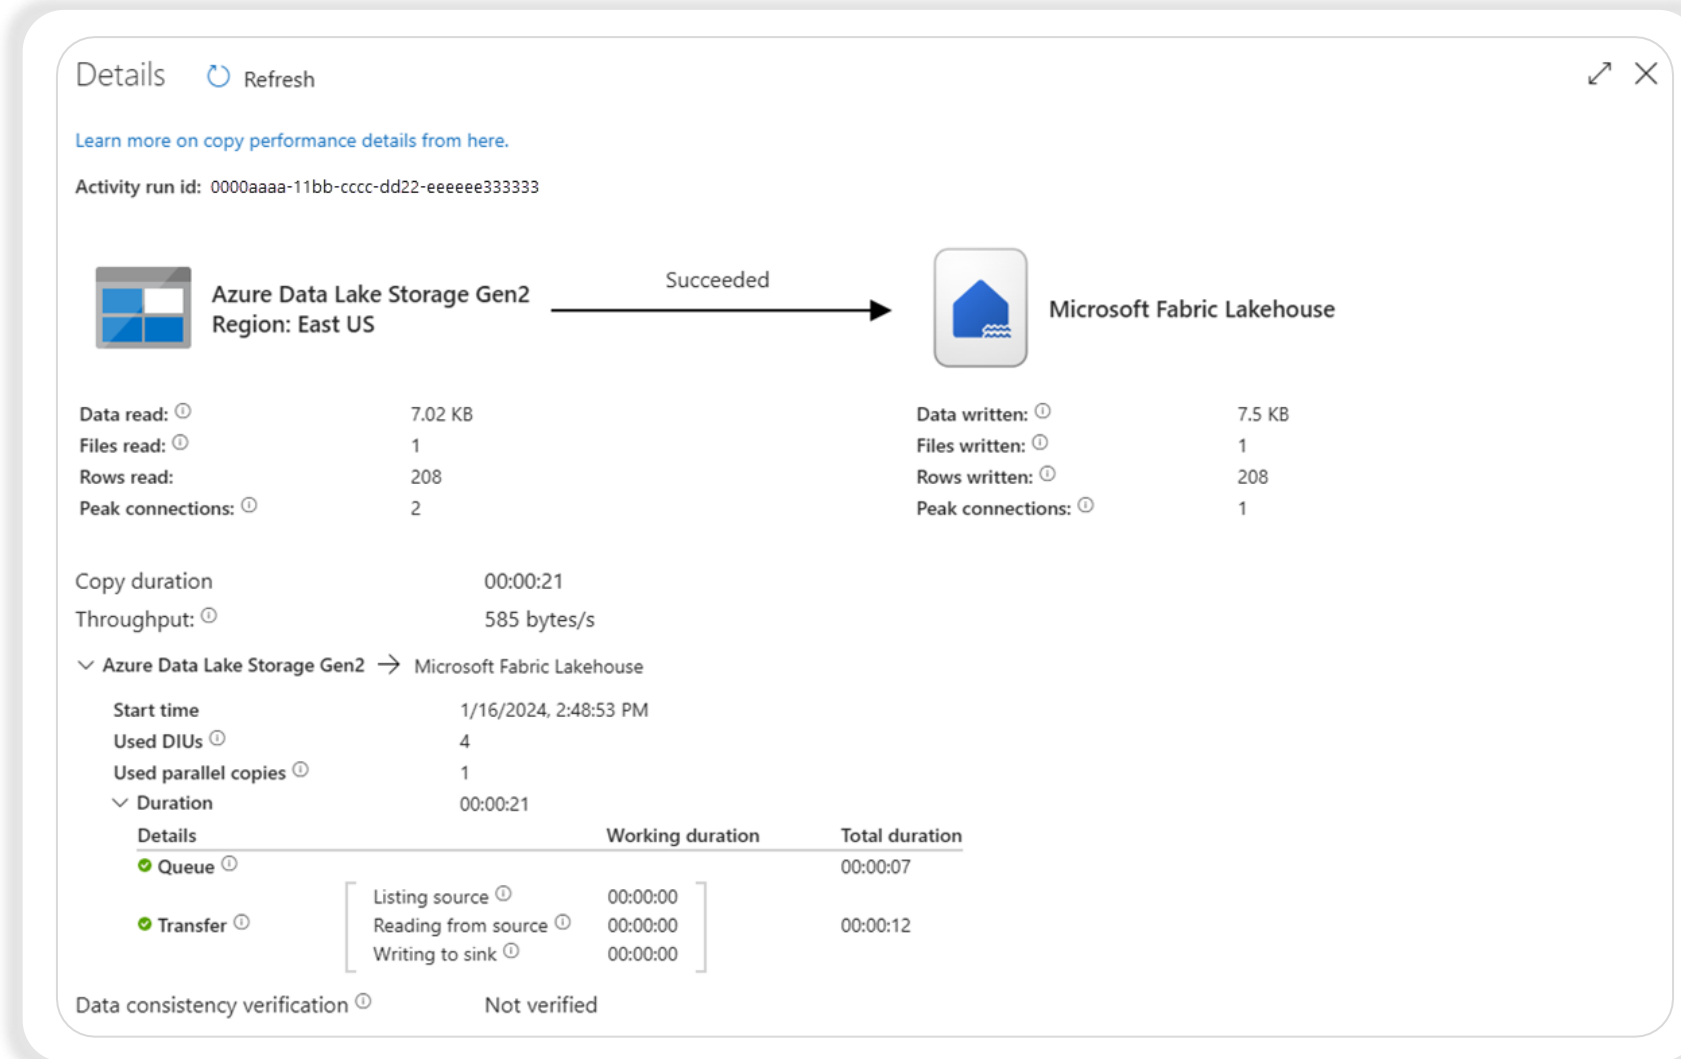 Details Refresh
Learn more on copy performance details from here.
Activity run id: 0000aaaa-11bb-cccc-dd22-eeeeee333333
Succeeded
Azure Data Lake Storage Gen2
Region: East US
Microsoft Fabric Lakehouse
Data read: 7.02 KB
Files read: 1
Rows read: 208
Peak connections: 2
Data written: 7.5 KB
Files written: 1
Rows written: 208
Peak connections: 1
Copy duration 00:00:21
Throughput: 585 bytes/s
Azure Data Lake Storage Gen2 → Microsoft Fabric Lakehouse
Start time 1/16/2024, 2:48:53 PM
Used DIUs 4
Used parallel copies 1
Duration 00:00:21
Details Working duration Total duration
Queue 00:00:07
Listing source 00:00:00
Transfer Reading from source 00:00:00 00:00:12
Writing to sink 00:00:00
Data consistency verification Not verified